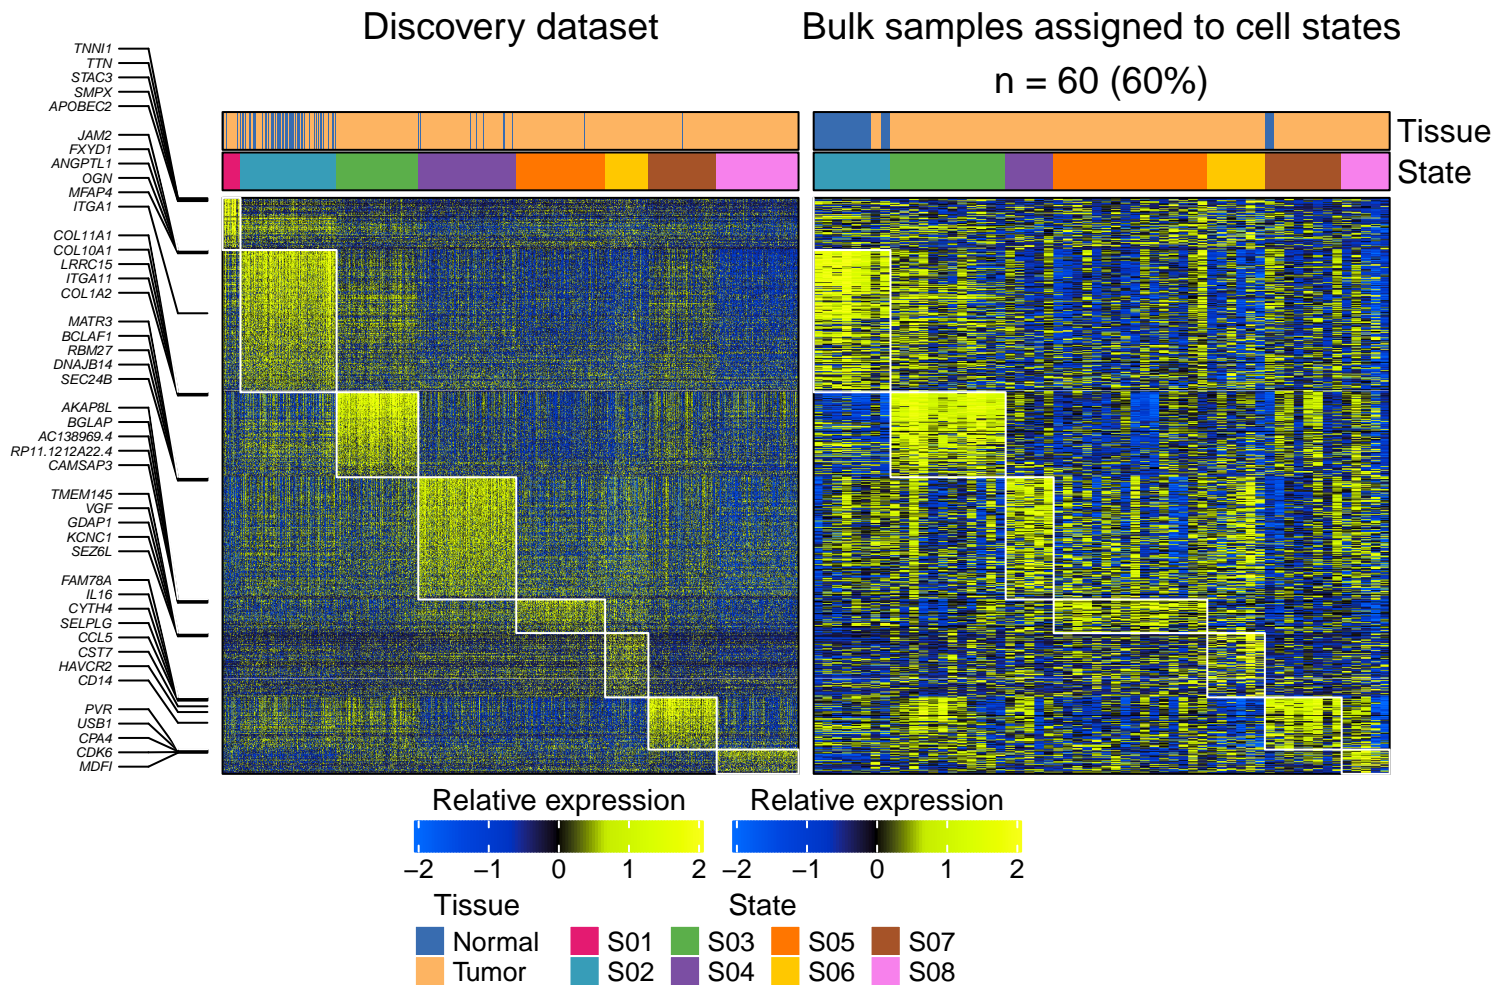 Discovery dataset
Bulk samples assigned to cell states
n = 60 (60%)
TNNI1
TTN
STAC3
SMPX
APOBEC2
JAM2
FXYD1
ANGPTL1
OGN
MFAP4
ITGA1
COL11A1
COL10A1
LRRC15
ITGA11
COL1A2
MATR3
BCLAF1
RBM27
DNAJB14
SEC24B
AKAP8L
BGLAP
AC138969.4
RP11.1212A22.4
CAMSAP3
TMEM145
VGF
GDAP1
KCNC1
SEZ6L
FAM78A
IL16
CYTH4
SELPLG
CCL5
CST7
HAVCR2
CD14
PVR
USB1
CPA4
CDK6
MDFI
Tissue
State
Relative expression
−2 −1 0 1 2
Relative expression
−2 −1 0 1 2
Tissue
Normal
Tumor
State
S01 S03 S05 S07
S02 S04 S06 S08